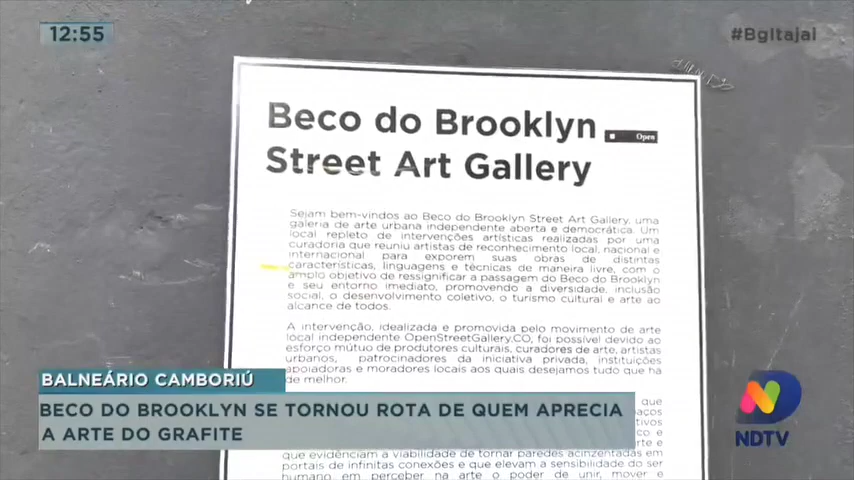 12:55
#BgItajaí
Beco do Brooklyn
Open
Street Art Gallery
Sejam bem-vindos ao Beco do Brooklyn Street Art Gallery, uma
galeria de arte urbana independente aberta e democrática. Um
local repleto de intervenções artísticas realizadas por uma
curadoria que reuniu artistas de reconhecimento local, nacional e
internacional para exporem suas obras de distintas
características, linguagens e técnicas de maneira livre, com o
amplo objetivo de ressignificar a passagem do Beco do Brooklyn
e seu entorno imediato, promovendo a diversidade, inclusão
social, o desenvolvimento coletivo, o turismo cultural e arte ao
alcance de todos.
A intervenção, idealizada e promovida pelo movimento de arte
local independente OpenStreetGallery.CO, foi possível devido ao
esforço mútuo de produtores culturais, curadores de arte, artistas
urbanos, patrocinadores da iniciativa privada, instituições
apoiadoras e moradores locais aos quais desejamos tudo que há
de melhor.
BALNEÁRIO CAMBORIÚ
que
BECO DO BROOKLYN SE TORNOU ROTA DE QUEM APRECIA
A ARTE DO GRAFITE
NDTV
que evidenciam a viabilidade de tornar paredes acinzentadas em
portais de infinitas conexões e que elevam a sensibilidade do ser
humano em perceber na arte o poder de unir, mover e